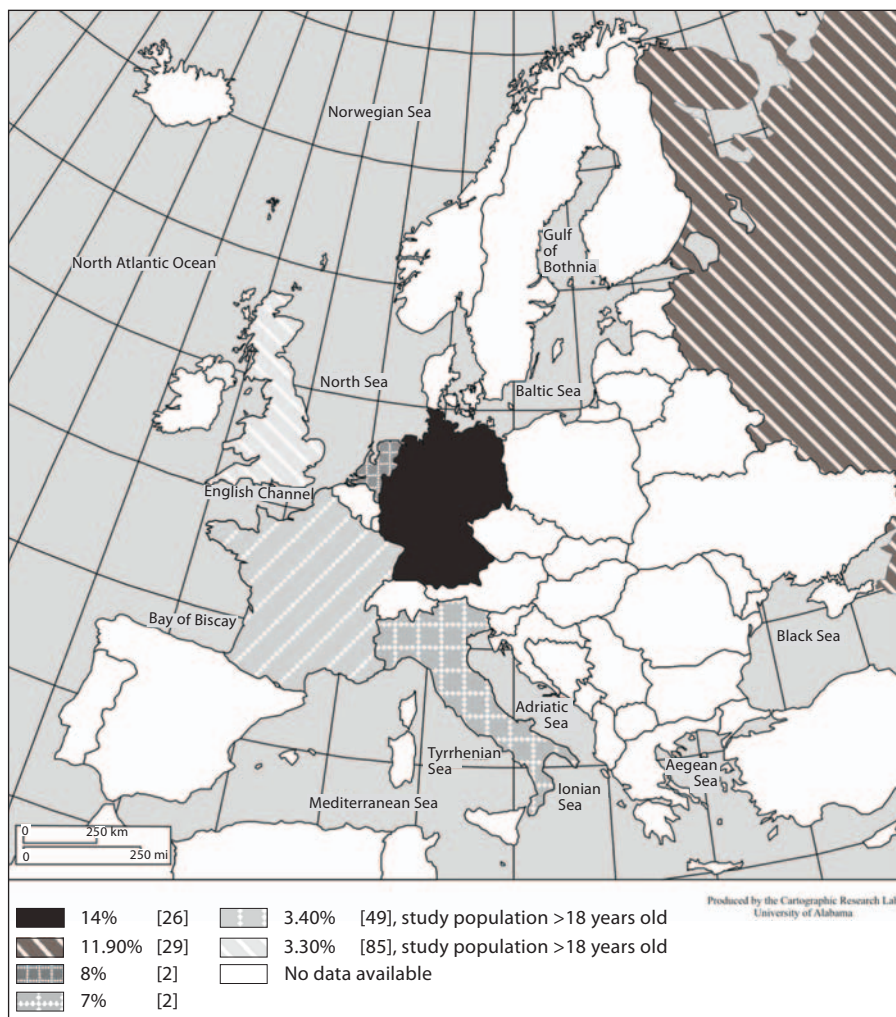 Norwegian Sea
North Atlantic Ocean
Gulf
of
Bothnia
North Sea
Baltic Sea
English Channel
Bay of Biscay
Black Sea
Adriatic
Sea
Tyrrhenian
Sea
Aegean
Sea
Ionian
Sea
Mediterranean Sea
0 250 km
0 250 mi
Produced by the Cartographic Research Lab
University of Alabama
14% [26]
11.90% [29]
8% [2]
7% [2]
3.40% [49], study population >18 years old
3.30% [85], study population >18 years old
No data available